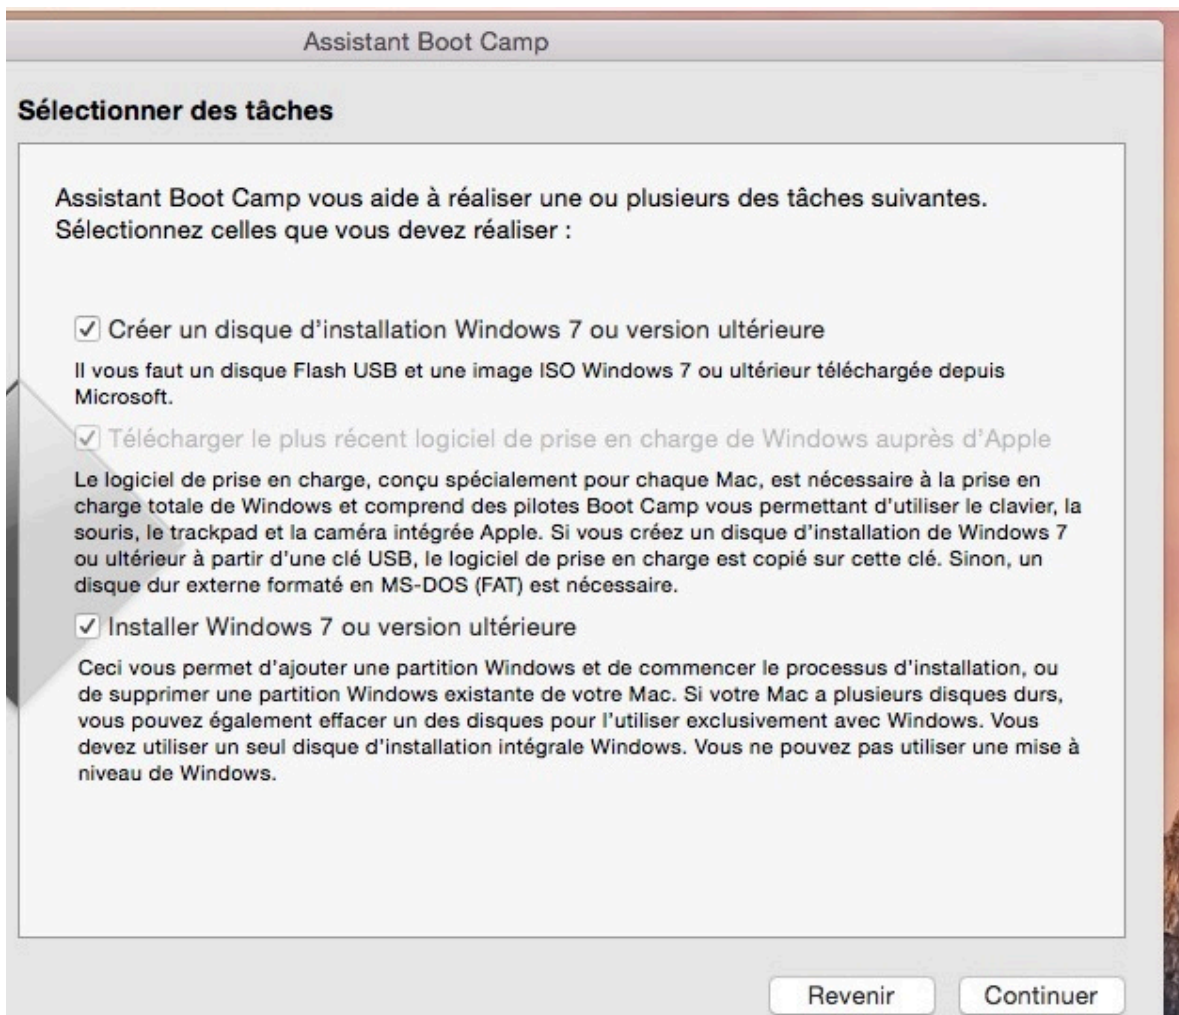 Assistant Boot Camp
Sélectionner des tâches
Assistant Boot Camp vous aide à réaliser une ou plusieurs des tâches suivantes.
Sélectionnez celles que vous devez réaliser :
Créer un disque d’installation Windows 7 ou version ultérieure
Il vous faut un disque Flash USB et une image ISO Windows 7 ou ultérieur téléchargée depuis
Microsoft.
Télécharger le plus récent logiciel de prise en charge de Windows auprès d’Apple
Le logiciel de prise en charge, conçu spécialement pour chaque Mac, est nécessaire à la prise en
charge totale de Windows et comprend des pilotes Boot Camp vous permettant d’utiliser le clavier, la
souris, le trackpad et la caméra intégrée Apple. Si vous créez un disque d’installation de Windows 7
ou ultérieur à partir d’une clé USB, le logiciel de prise en charge est copié sur cette clé. Sinon, un
disque dur externe formaté en MS-DOS (FAT) est nécessaire.
Installer Windows 7 ou version ultérieure
Ceci vous permet d’ajouter une partition Windows et de commencer le processus d’installation, ou
de supprimer une partition Windows existante de votre Mac. Si votre Mac a plusieurs disques durs,
vous pouvez également effacer un des disques pour l’utiliser exclusivement avec Windows. Vous
devez utiliser un seul disque d’installation intégrale Windows. Vous ne pouvez pas utiliser une mise à
niveau de Windows.
Revenir
Continuer